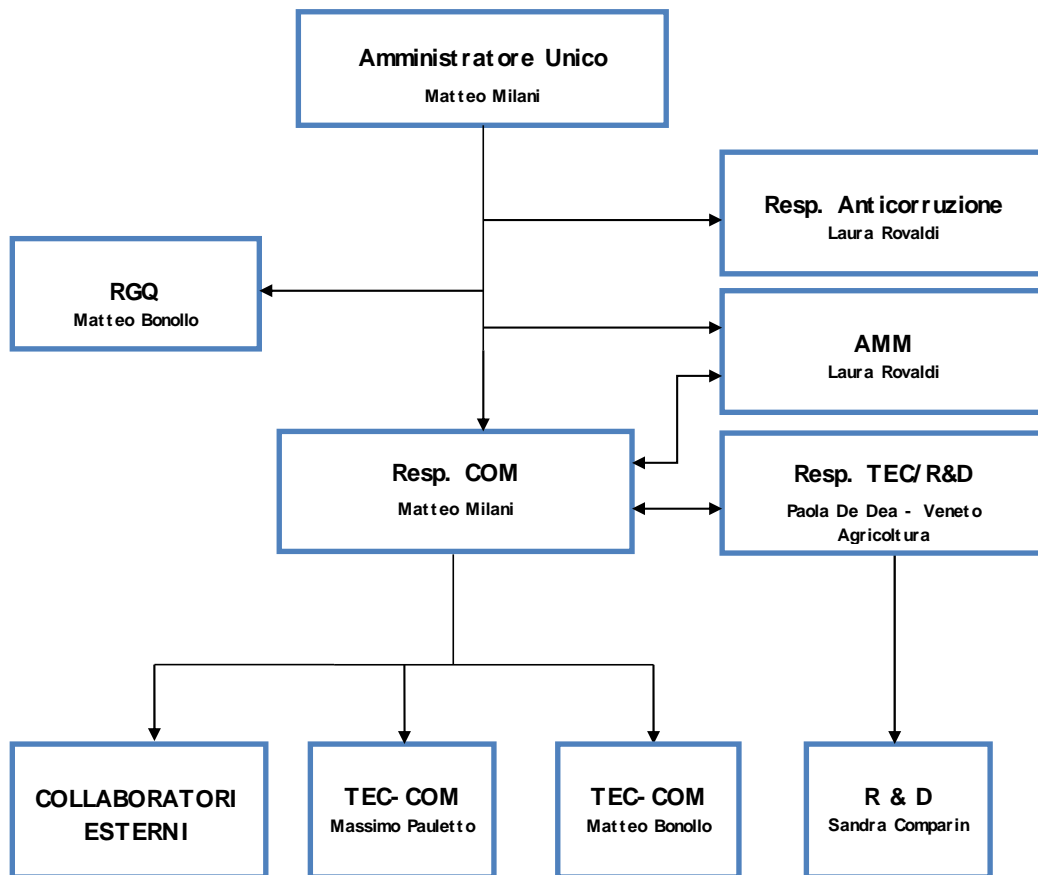 Amministratore Unico
Matteo Milani
Resp. Anticorruzione
Laura Rovaldi
RGQ
Matteo Bonollo
AMM
Laura Rovaldi
Resp. COM
Matteo Milani
Resp. TEC/R&D
Paola De Dea - Veneto
Agricoltura
COLLABORATORI
ESTERNI
TEC-COM
Massimo Pauletto
TEC-COM
Matteo Bonollo
R & D
Sandra Comparin